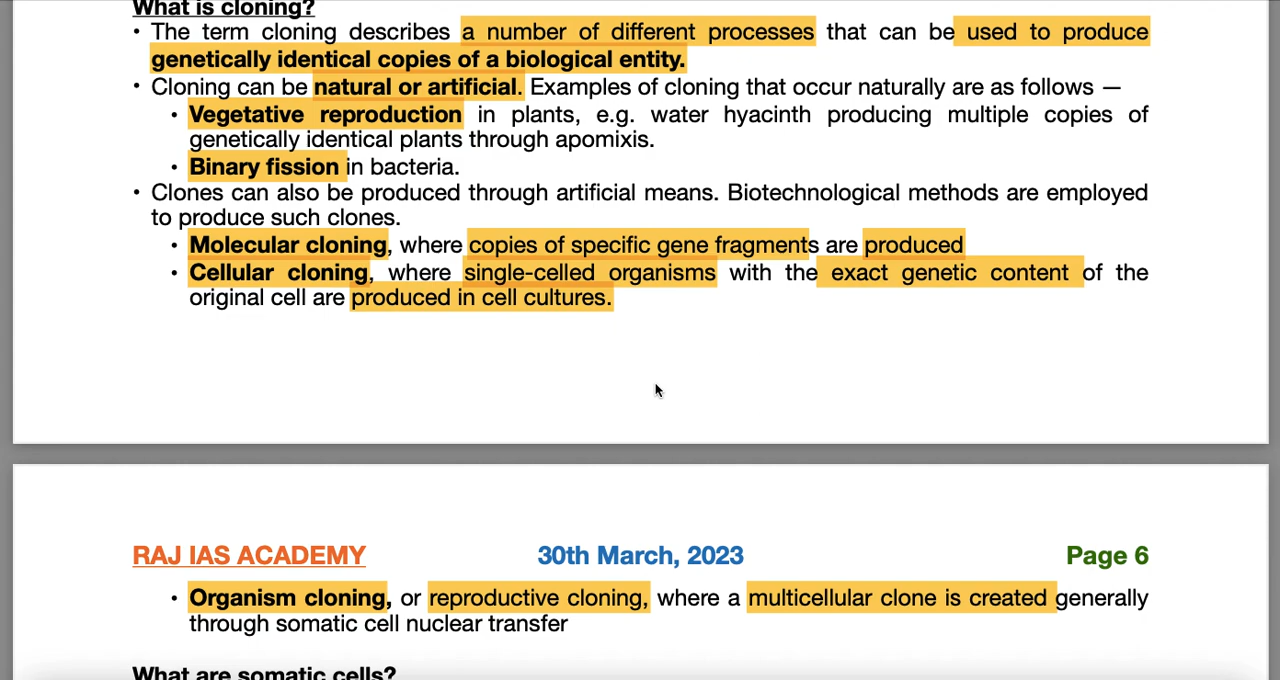 What is cloning?
• The term cloning describes a number of different processes that can be used to produce
genetically identical copies of a biological entity.
• Cloning can be natural or artificial. Examples of cloning that occur naturally are as follows —
• Vegetative reproduction in plants, e.g. water hyacinth producing multiple copies of
genetically identical plants through apomixis.
• Binary fission in bacteria.
• Clones can also be produced through artificial means. Biotechnological methods are employed
to produce such clones.
• Molecular cloning, where copies of specific gene fragments are produced
• Cellular cloning, where single-celled organisms with the exact genetic content of the
original cell are produced in cell cultures.
RAJ IAS ACADEMY 30th March, 2023 Page 6
• Organism cloning, or reproductive cloning, where a multicellular clone is created generally
through somatic cell nuclear transfer
What are somatic cells?